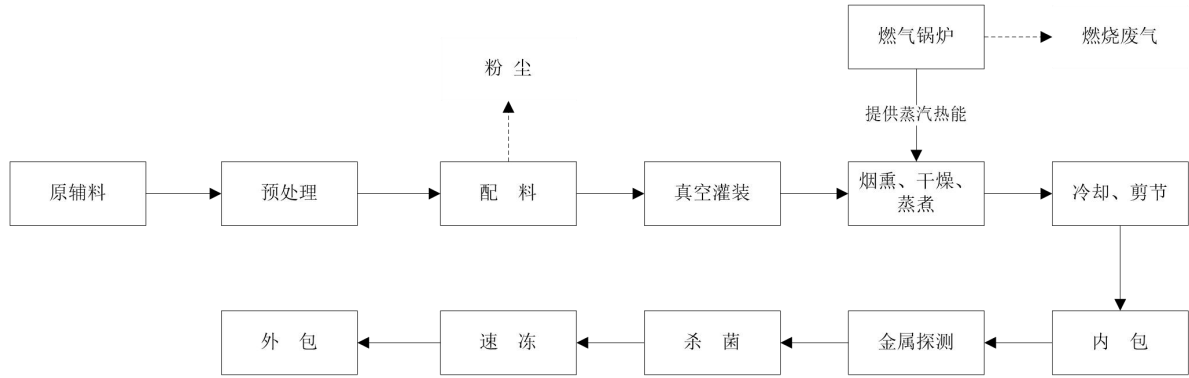 燃气锅炉
燃烧废气
粉 尘
提供蒸汽热能
原辅料
预处理
配 料
真空灌装
烟熏、干燥、
蒸煮
冷却、剪节
外 包
速 冻
杀 菌
金属探测
内 包